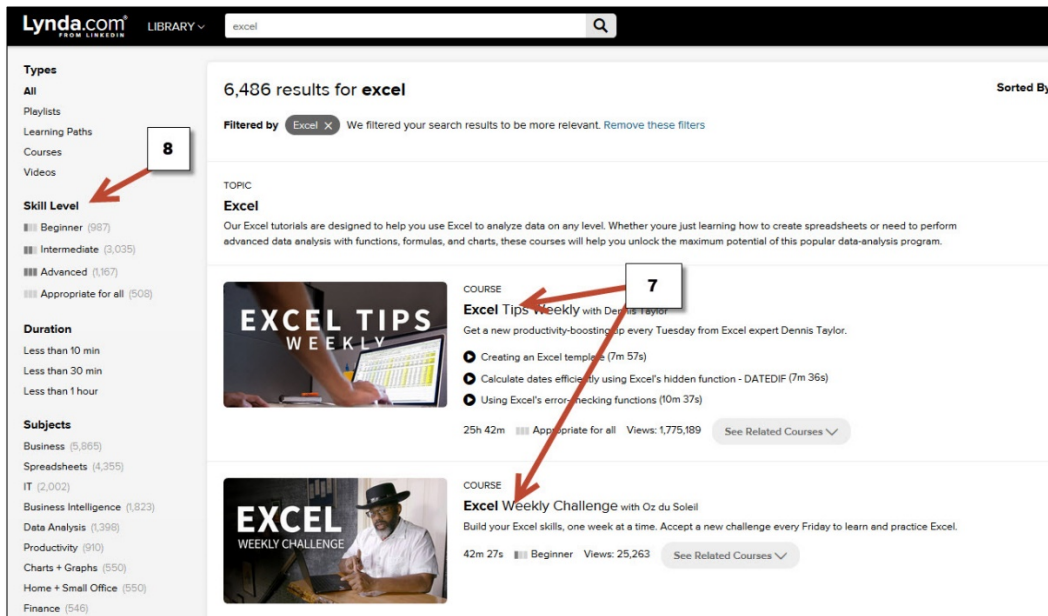 Lynda.com®
FROM LINKEDIN
LIBRARY
excel
Types
All
Playlists
Learning Paths
Courses
Videos
8
Skill Level
Beginner (987)
Intermediate (3,035)
Advanced (1,167)
Appropriate for all (508)
Duration
Less than 10 min
Less than 30 min
Less than 1 hour
Subjects
Business (5,865)
Spreadsheets (4,355)
IT (2,002)
Business Intelligence (1,823)
Data Analysis (1,398)
Productivity (910)
Charts + Graphs (550)
Home + Small Office (550)
Finance (546)
6,486 results for excel
Sorted By
Filtered by Excel X We filtered your search results to be more relevant. Remove these filters
TOPIC
Excel
Our Excel tutorials are designed to help you use Excel to analyze data on any level. Whether youre just learning how to create spreadsheets or need to perform
advanced data analysis with functions, formulas, and charts, these courses will help you unlock the maximum potential of this popular data-analysis program.
7
EXCEL TIPS
WEEKLY
COURSE
Excel Tips Weekly with Dennis Taylor
Get a new productivity-boosting tip every Tuesday from Excel expert Dennis Taylor.
Creating an Excel template (7m 57s)
Calculate dates efficiently using Excel's hidden function - DATEDIF (7m 36s)
Using Excel's error-checking functions (10m 37s)
25h 42m Appropriate for all Views: 1,775,189 See Related Courses
EXCEL
WEEKLY CHALLENGE
COURSE
Excel Weekly Challenge with Oz du Soleil
Build your Excel skills, one week at a time. Accept a new challenge every Friday to learn and practice Excel.
42m 27s Beginner Views: 25,263 See Related Courses